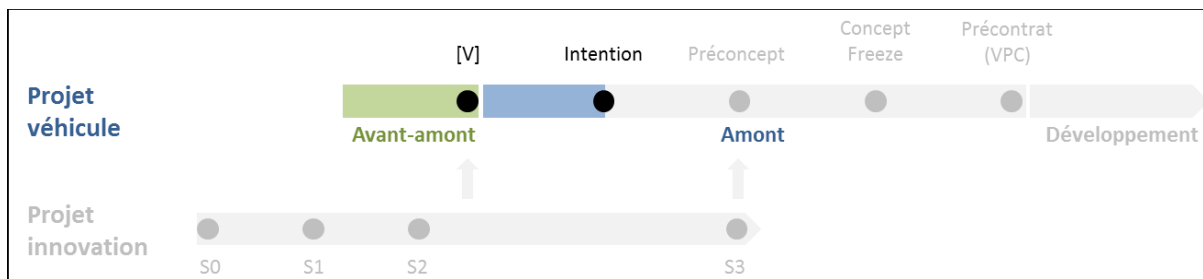 Concept
Précontrat
[V]
Intention
Préconcept
Freeze
(VPC)
Projet
véhicule
Avant-amont
Amont
Développement
Projet
innovation
S0
S1
S2
S3